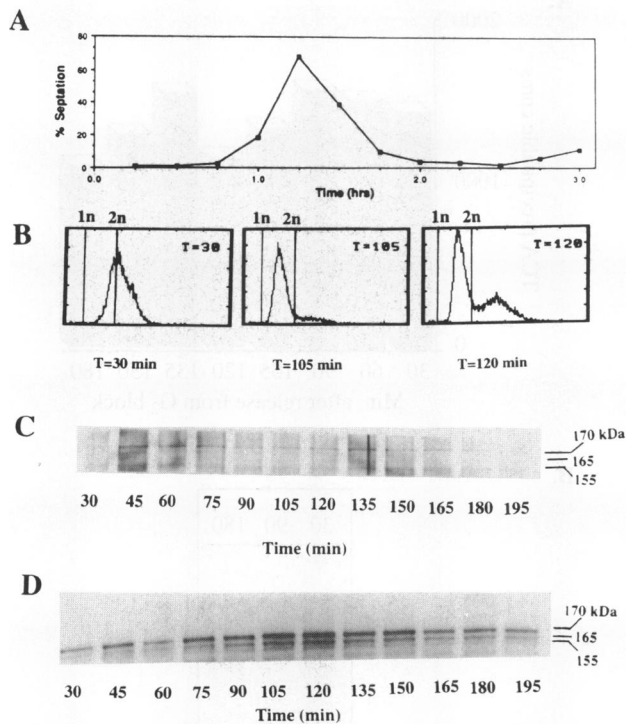 A
% Septation
80
60
40
20
0
0.0 1.0 2.0 3.0
Time (hrs)
B
1n 2n 1n 2n 1n 2n
T=30 T=105 T=120
T=30 min T=105 min T=120 min
C
170 kDa
165
155
30 45 60 75 90 105 120 135 150 165 180 195
Time (min)
D
170 kDa
165
155
30 45 60 75 90 105 120 135 150 165 180 195
Time (min)